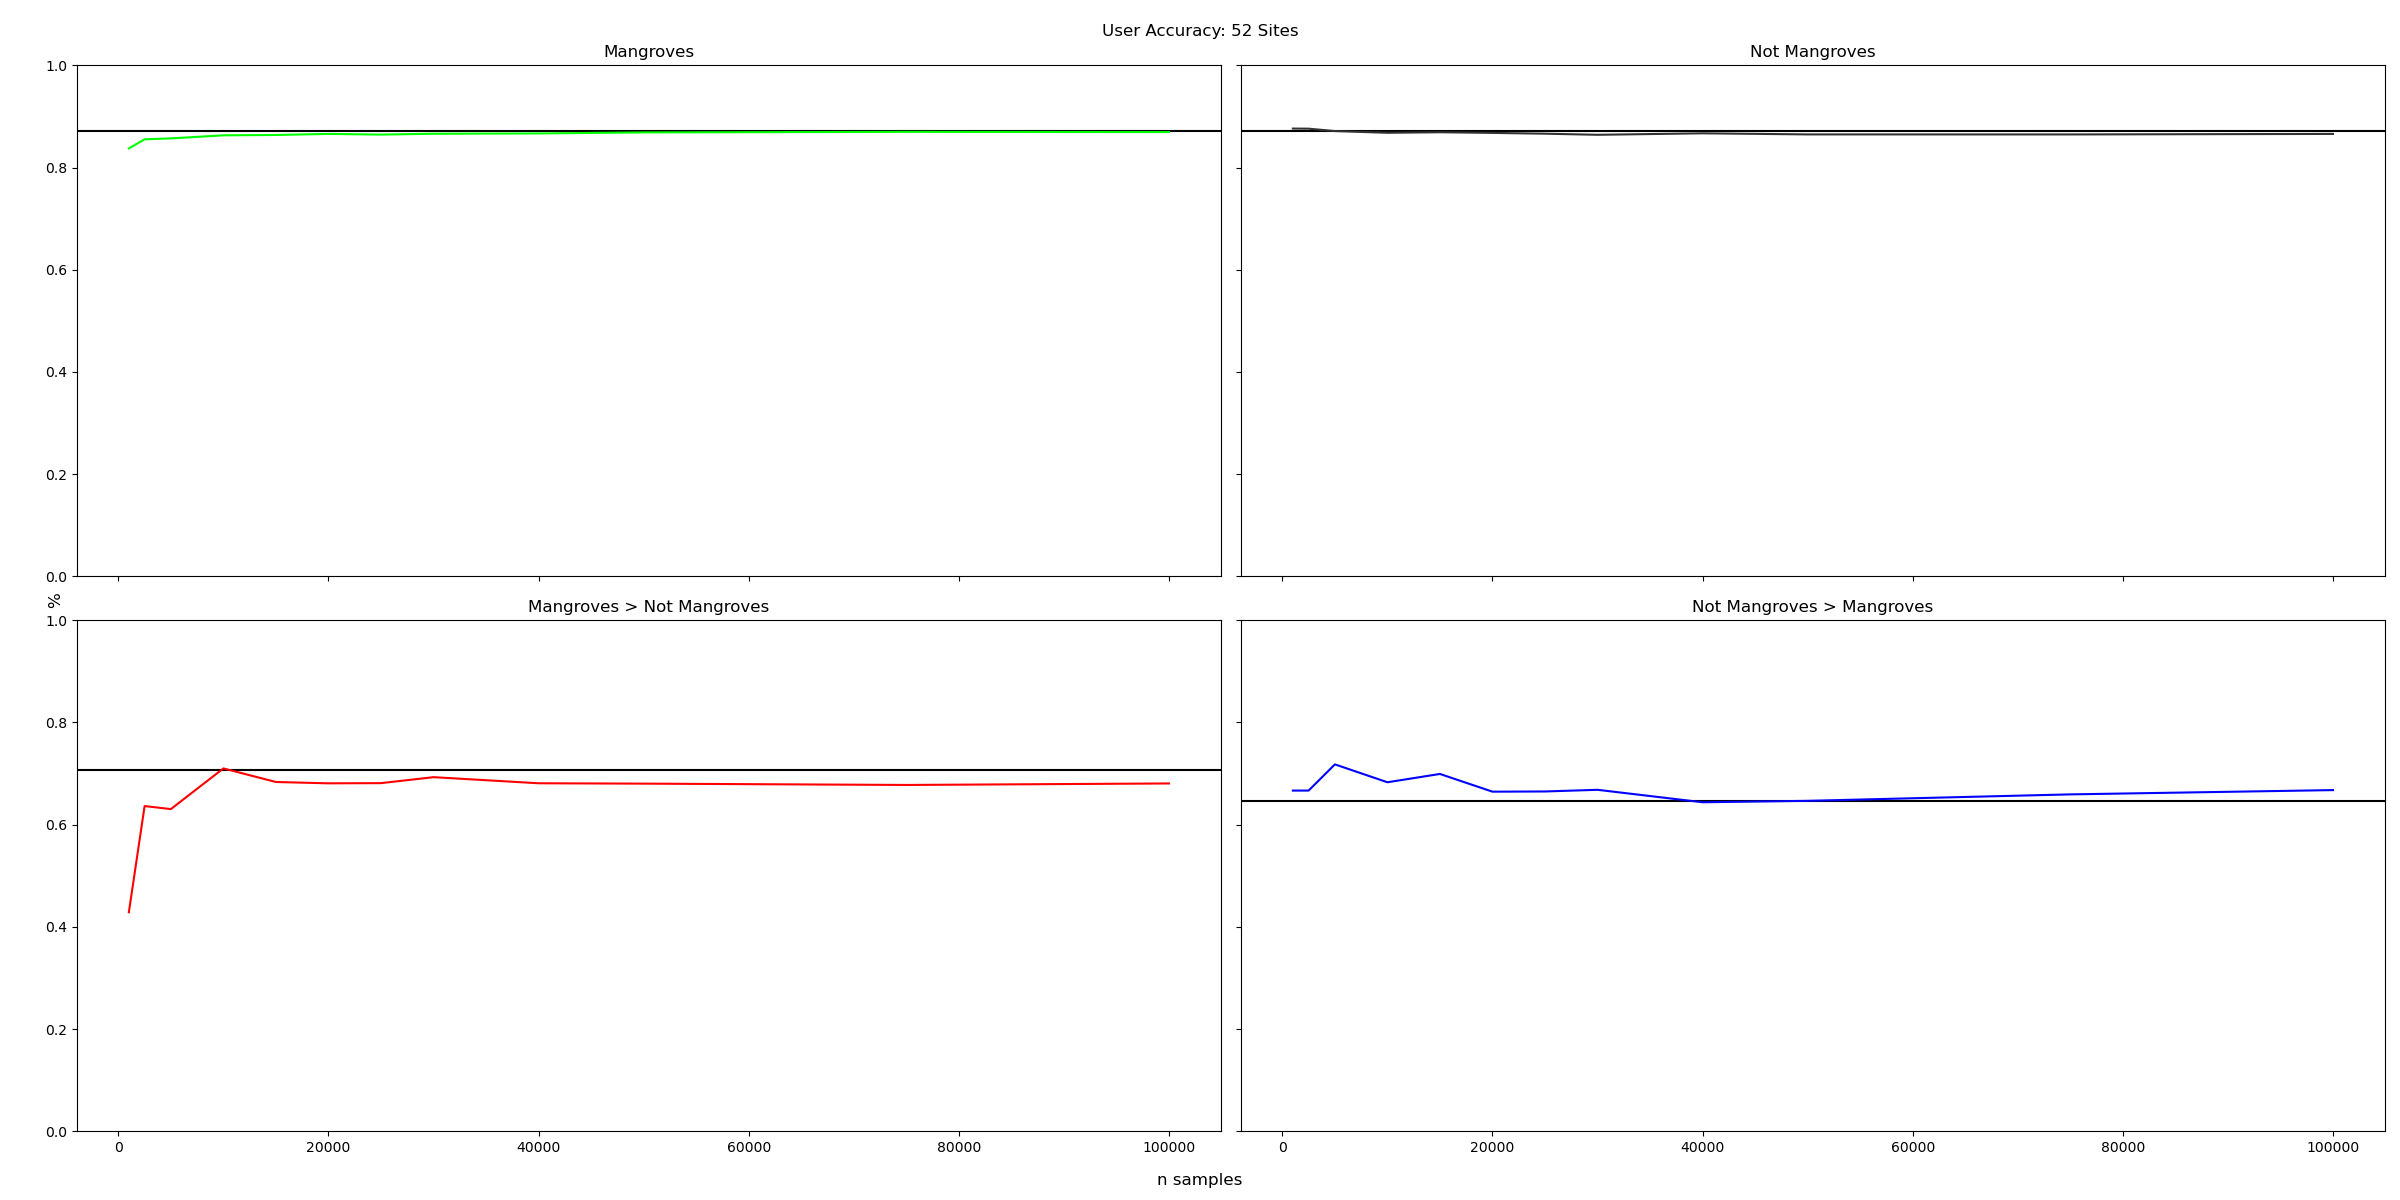 User Accuracy: 52 Sites
Mangroves
Not Mangroves
1.0
0.8
0.6
0.4
0.2
0.0
%
Mangroves > Not Mangroves
Not Mangroves > Mangroves
1.0
0.8
0.6
0.4
0.2
0.0
0 20000 40000 60000 80000 100000
0 20000 40000 60000 80000 100000
n samples